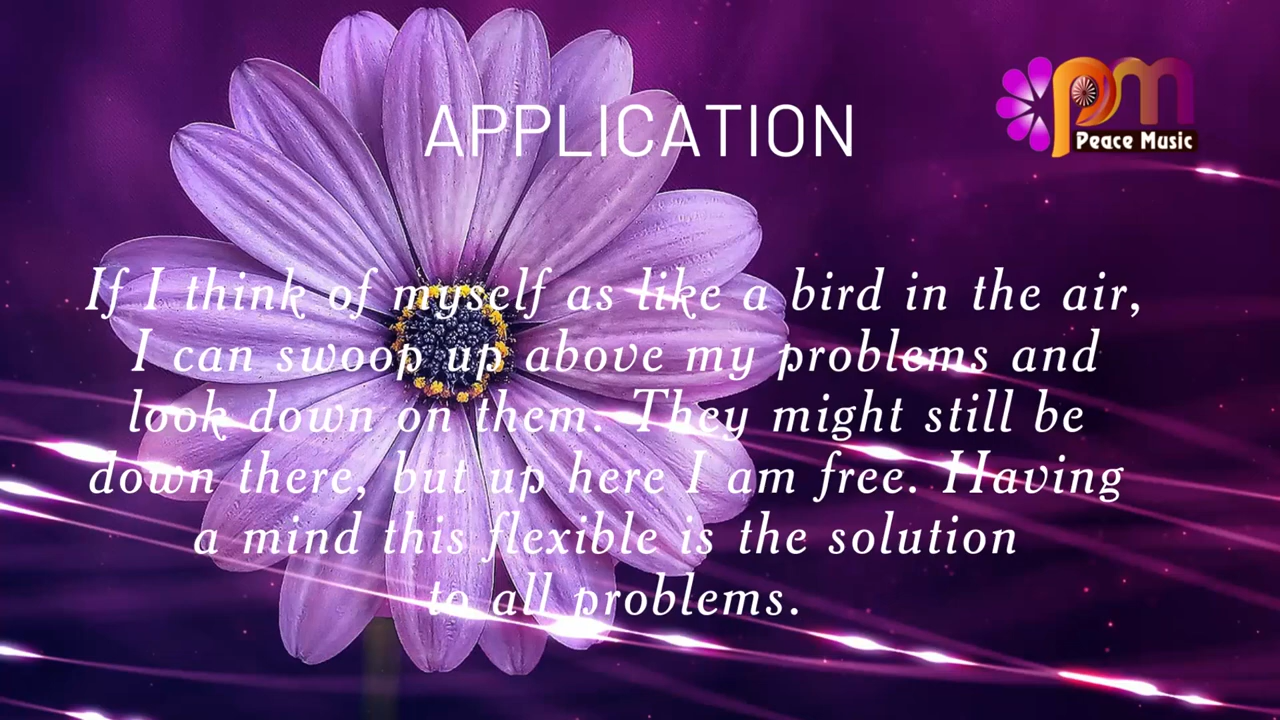 APPLICATION
pm
Peace Music
If I think of myself as like a bird in the air,
I can swoop up above my problems and
look down on them. They might still be
down there, but up here I am free. Having
a mind this flexible is the solution
to all problems.